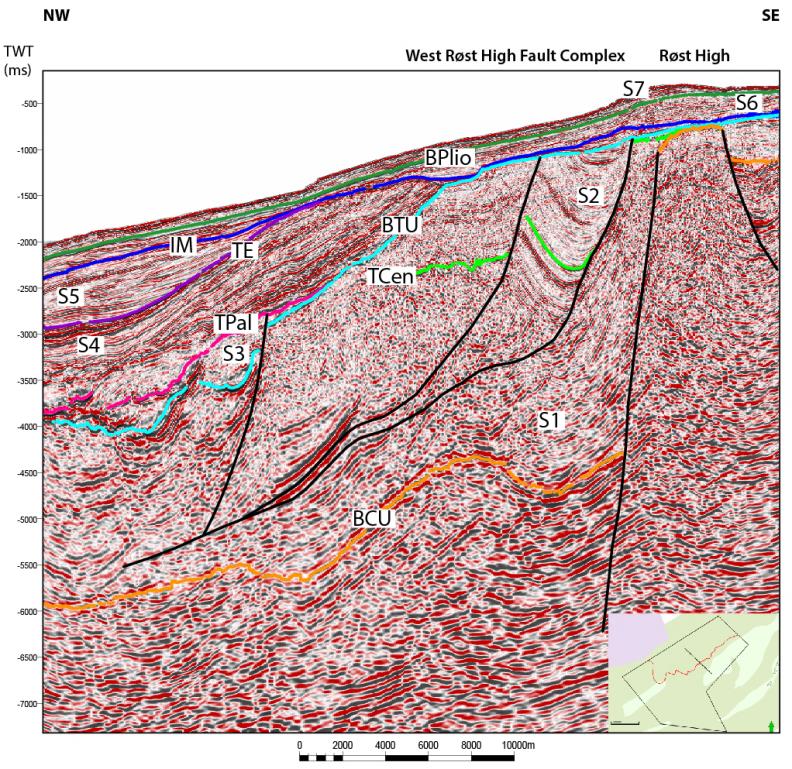 NW
SE
TWT
(ms)
West Røst High Fault Complex
Røst High
S7
S6
-500
-1000
BPlio
-1500
S2
BTU
-2000
IM
TE
TCen
S5
-2500
TPal
-3000
S4
S3
-3500
-4000
S1
-4500
BCU
-5000
-5500
-6000
-6500
-7000
0
2000
4000
6000
8000
10000m